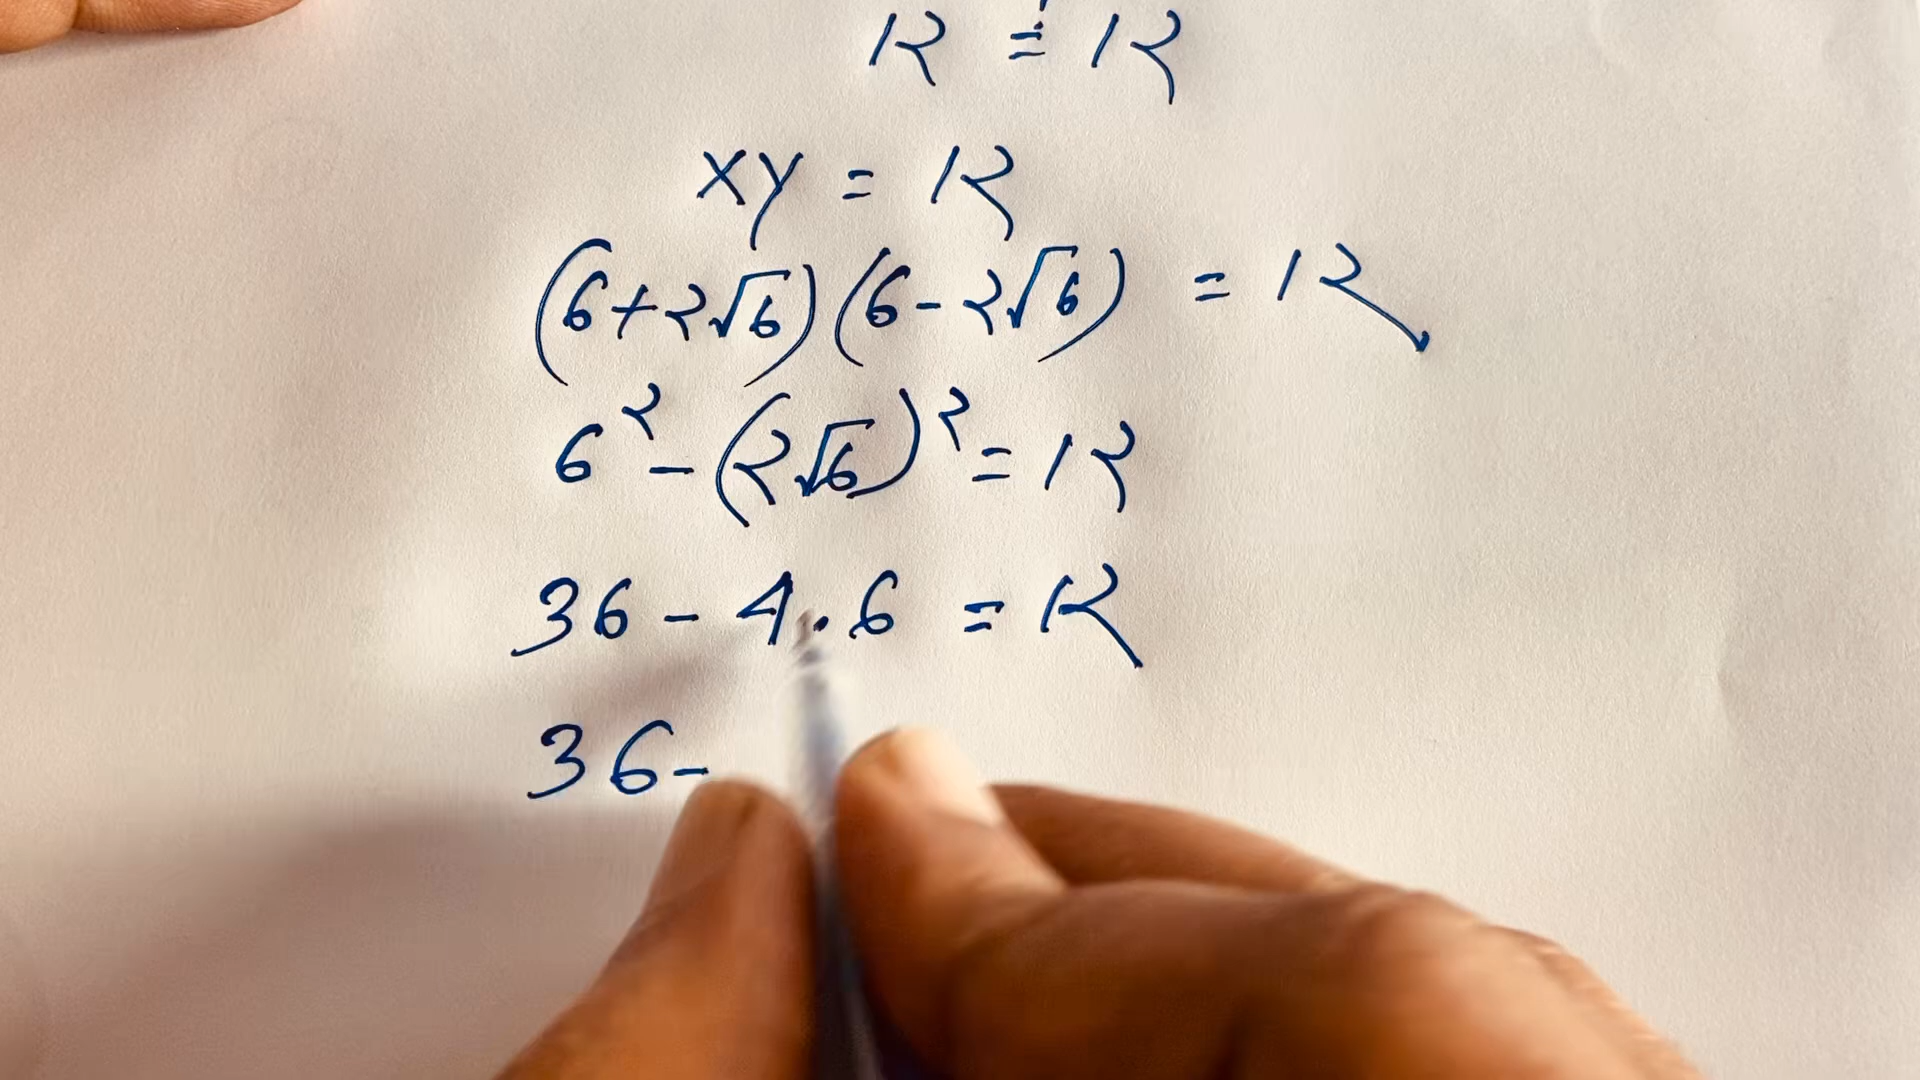 12 = 12
xy = 12
(6+2√6)(6-2√6) = 12
6² - (2√6)² = 12
36 - 4.6 = 12
36-